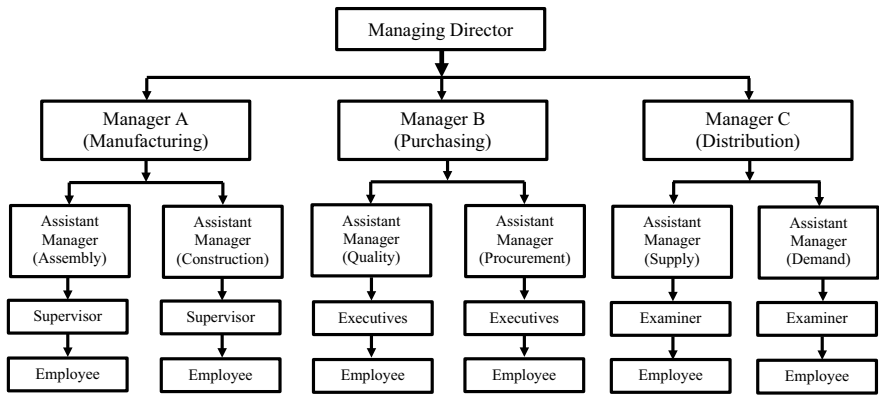 Managing Director
Manager A
(Manufacturing)
Manager B
(Purchasing)
Manager C
(Distribution)
Assistant
Manager
(Assembly)
Assistant
Manager
(Construction)
Assistant
Manager
(Quality)
Assistant
Manager
(Procurement)
Assistant
Manager
(Supply)
Assistant
Manager
(Demand)
Supervisor
Supervisor
Executives
Executives
Examiner
Examiner
Employee
Employee
Employee
Employee
Employee
Employee